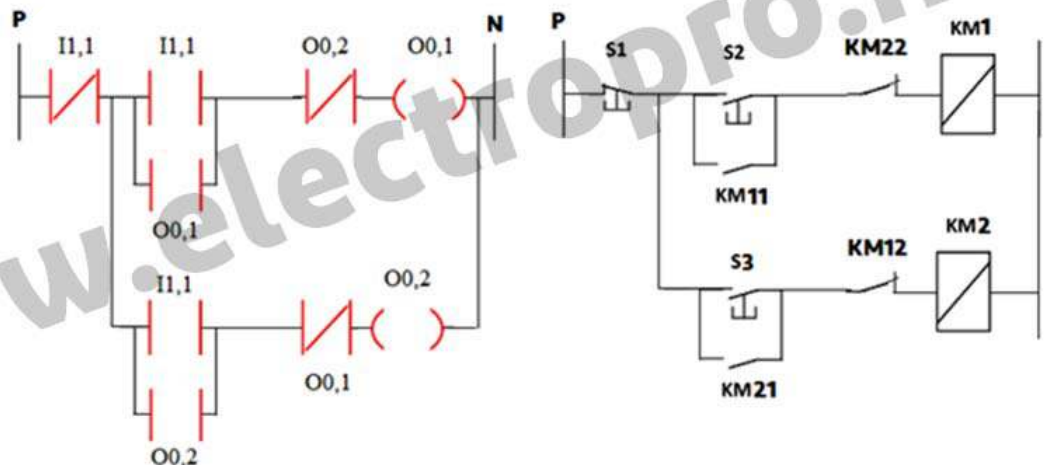 P
N
I1,1
I1,1
O0,2
O0,1
O0,1
I1,1
O0,2
O0,1
O0,2
P
S1
S2
KM22
KM1
KM11
S3
KM12
KM2
KM21
w.electropro.